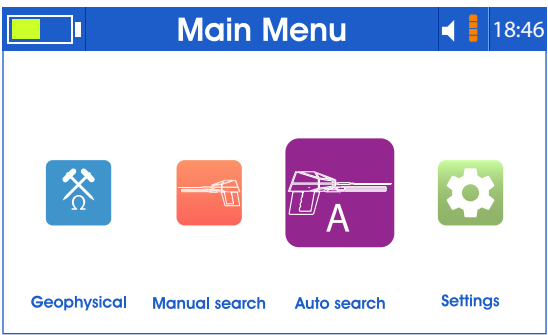 Main Menu
18:46
Ω
A
Geophysical
Manual search
Auto search
Settings